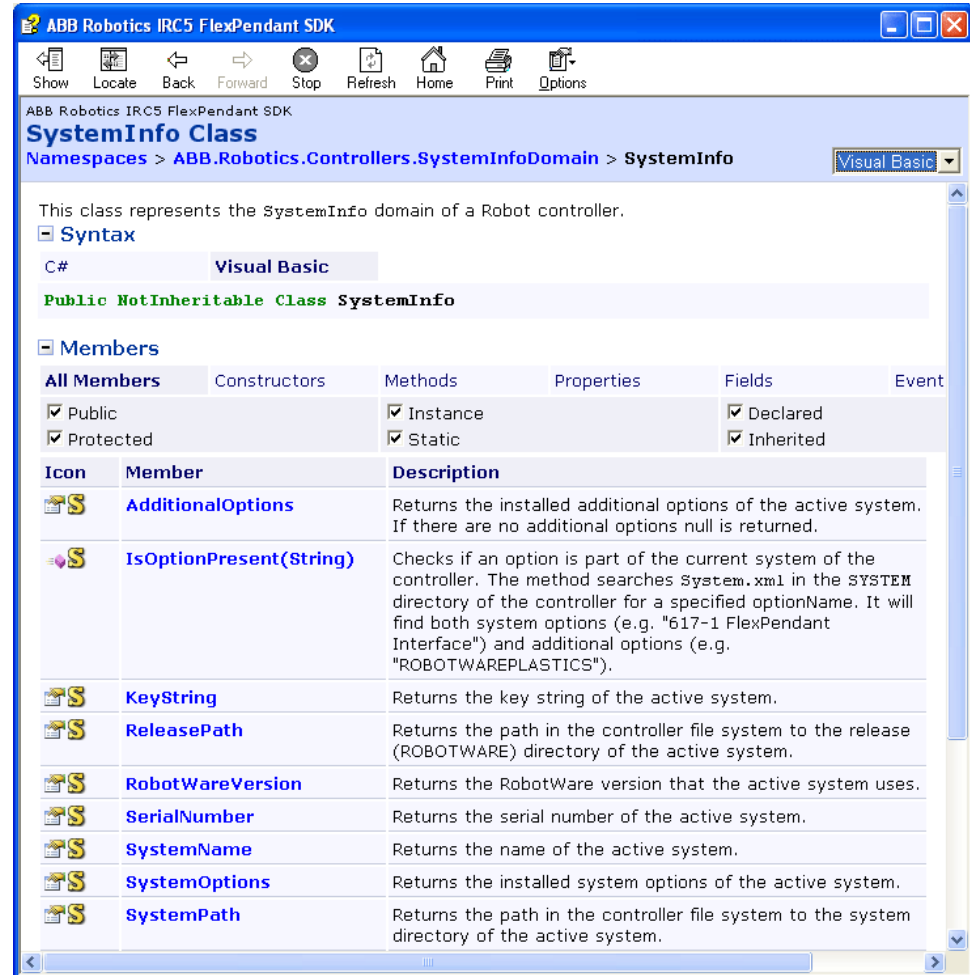 ABB Robotics IRC5 FlexPendant SDK
Show Locate Back Forward Stop Refresh Home Print Options
ABB Robotics IRC5 FlexPendant SDK
SystemInfo Class
Namespaces > ABB.Robotics.Controllers.SystemInfoDomain > SystemInfo
Visual Basic
This class represents the SystemInfo domain of a Robot controller.
Syntax
C# Visual Basic
Public NotInheritable Class SystemInfo
Members
All Members Constructors Methods Properties Fields Event
Public Instance Declared
Protected Static Inherited
Icon Member Description
AdditionalOptions Returns the installed additional options of the active system.
If there are no additional options null is returned.
IsOptionPresent(String) Checks if an option is part of the current system of the
controller. The method searches System.xml in the SYSTEM
directory of the controller for a specified optionName. It will
find both system options (e.g. "617-1 FlexPendant
Interface") and additional options (e.g.
"ROBOTWAREPLASTICS").
KeyString Returns the key string of the active system.
ReleasePath Returns the path in the controller file system to the release
(ROBOTWARE) directory of the active system.
RobotWareVersion Returns the RobotWare version that the active system uses.
SerialNumber Returns the serial number of the active system.
SystemName Returns the name of the active system.
SystemOptions Returns the installed system options of the active system.
SystemPath Returns the path in the controller file system to the system
directory of the active system.